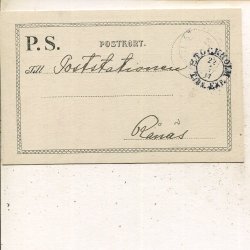 P.S.
POSTKORT.
Till Poststationen
Rånäs
STOCKHOLM